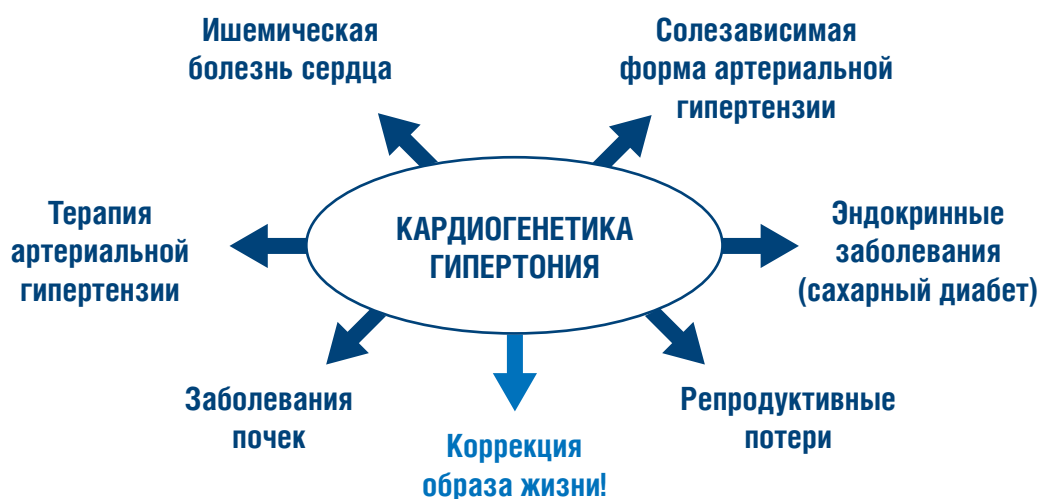 Ишемическая
болезнь сердца
Солезависимая
форма артериальной
гипертензии
Терапия
артериальной
гипертензии
КАРДИОГЕНЕТИКА
ГИПЕРТОНИЯ
Эндокринные
заболевания
(сахарный диабет)
Заболевания
почек
Коррекция
образа жизни!
Репродуктивные
потери